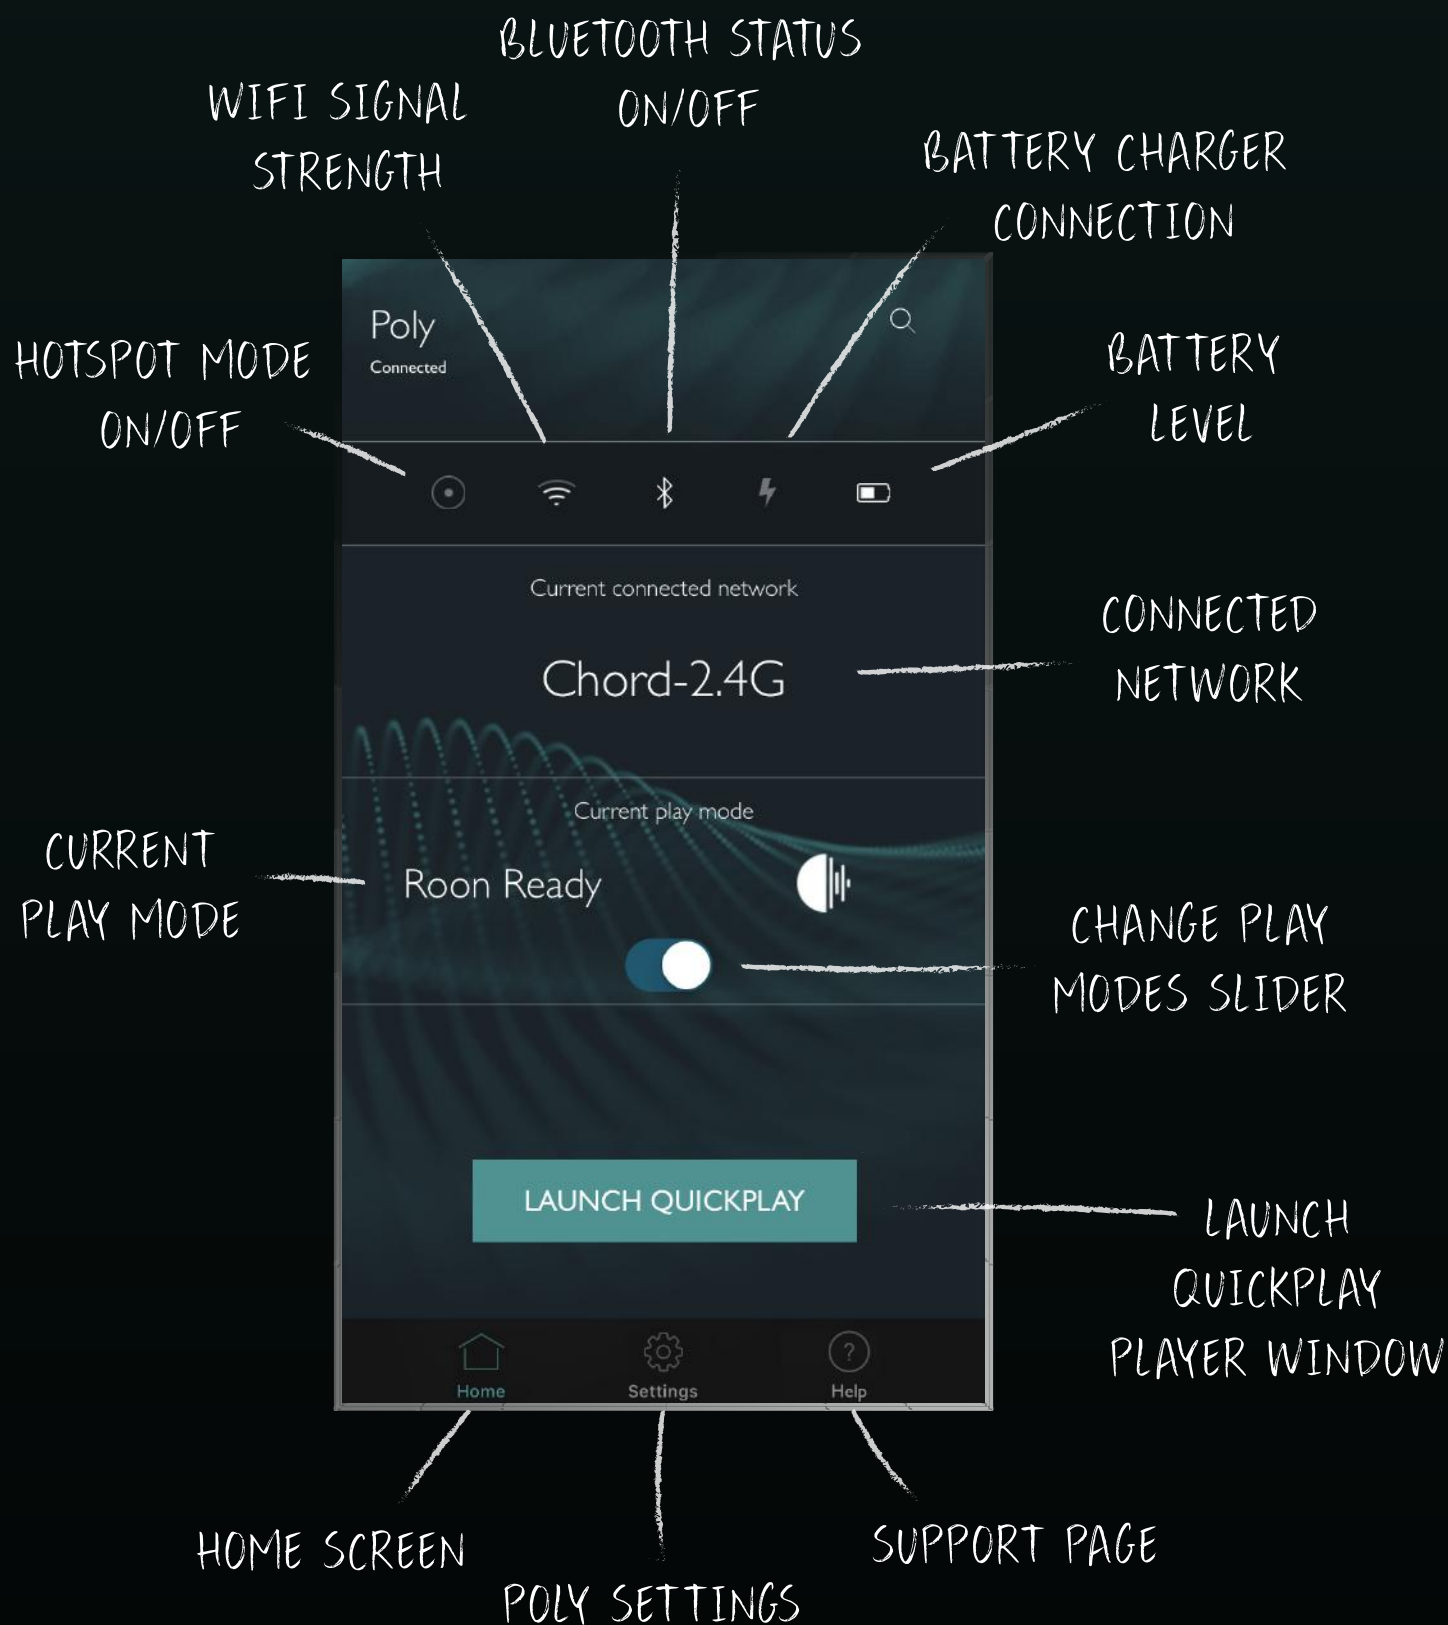 BLUETOOTH STATUS
ON/OFF
WIFI SIGNAL
STRENGTH
BATTERY CHARGER
CONNECTION
HOTSPOT MODE
ON/OFF
BATTERY
LEVEL
Poly
Connected
Current connected network
Chord-2.4G
CONNECTED
NETWORK
Current play mode
Roon Ready
CURRENT
PLAY MODE
CHANGE PLAY
MODES SLIDER
LAUNCH QUICKPLAY
LAUNCH
QUICKPLAY
PLAYER WINDOW
?
Home
Settings
Help
HOME SCREEN
POLY SETTINGS
SUPPORT PAGE